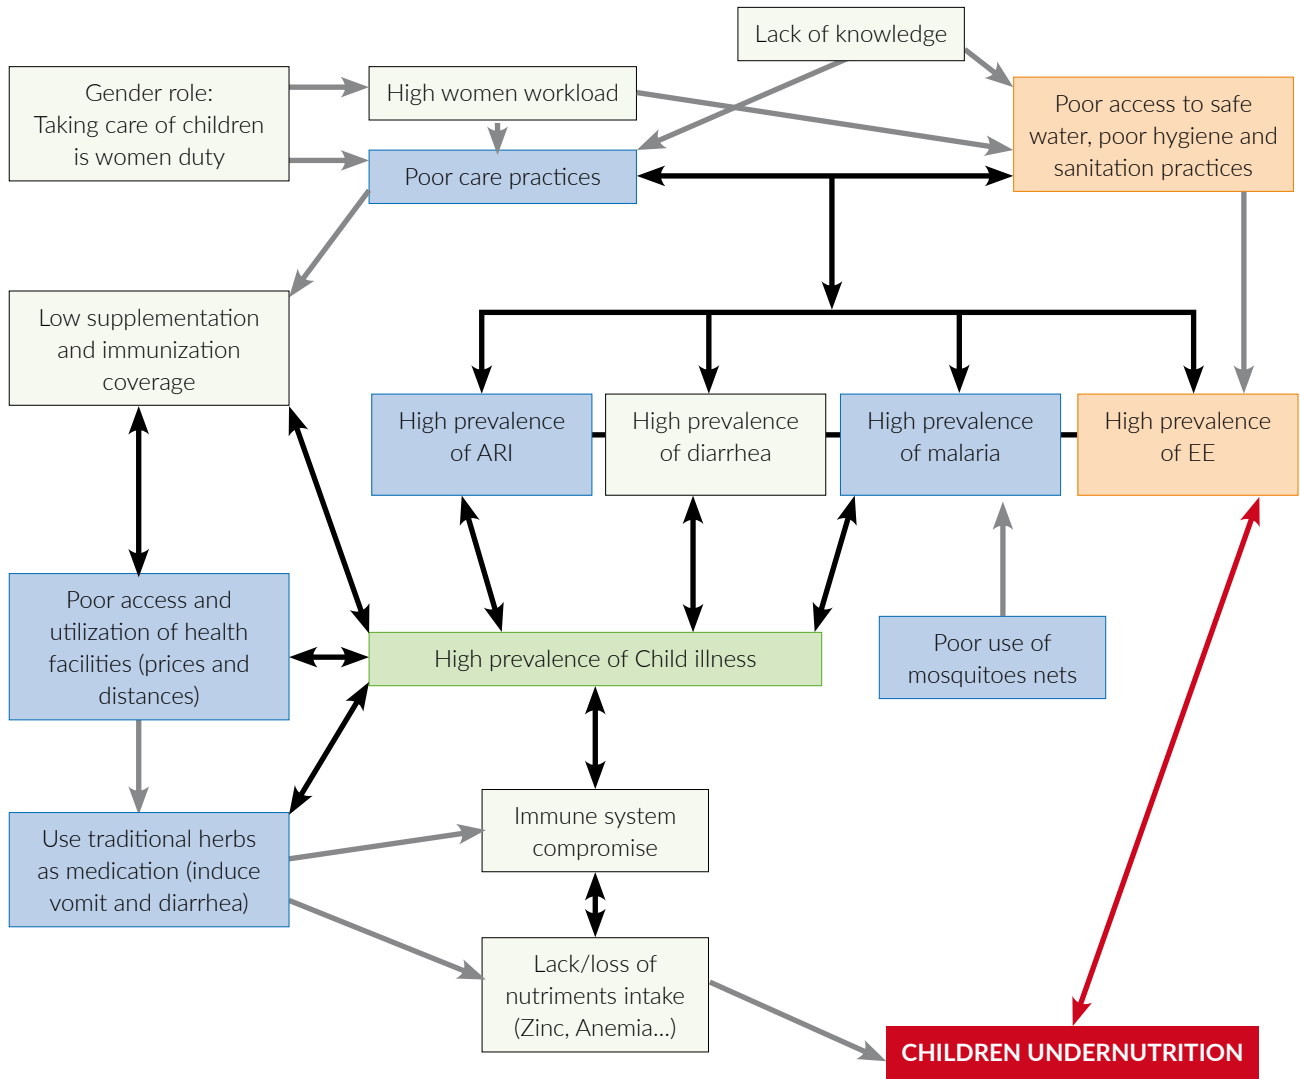 Lack of knowledge
Gender role:
Taking care of children
is women duty
High women workload
Poor access to safe
water, poor hygiene and
sanitation practices
Poor care practices
Low supplementation
and immunization
coverage
High prevalence
of ARI
High prevalence
of diarrhea
High prevalence
of malaria
High prevalence
of EE
Poor access and
utilization of health
facilities (prices and
distances)
High prevalence of Child illness
Poor use of
mosquitoes nets
Use traditional herbs
as medication (induce
vomit and diarrhea)
Immune system
compromise
Lack/loss of
nutriments intake
(Zinc, Anemia...)
CHILDREN UNDERNUTRITION